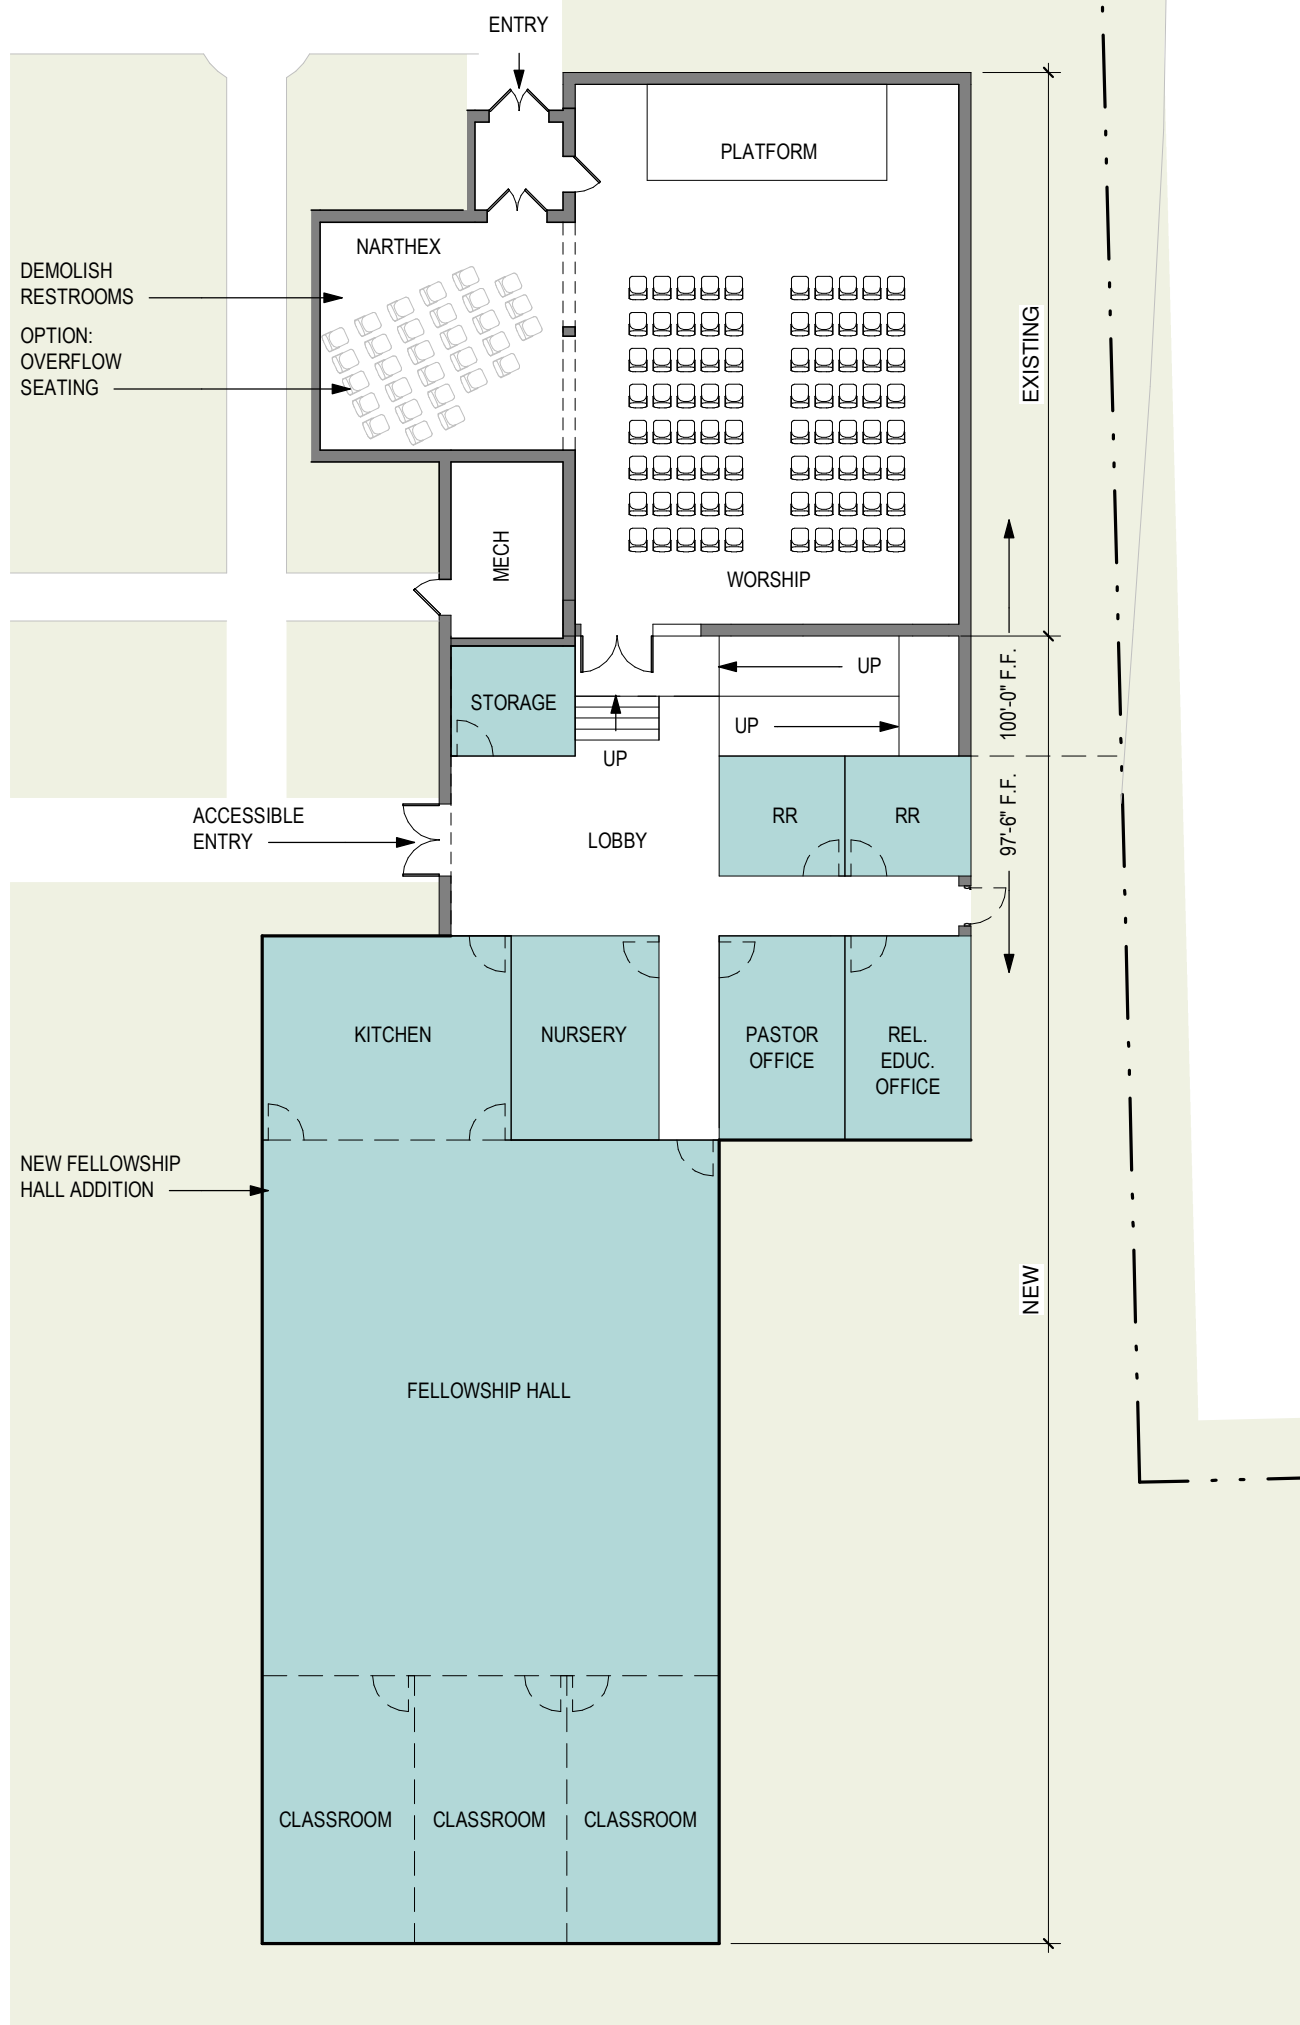 ENTRY
PLATFORM
NARTHEX
DEMOLISH
RESTROOMS
OPTION:
OVERFLOW
SEATING
EXISTING
MECH
WORSHIP
UP
STORAGE
UP
UP
100'-0" F.F.
97'-6" F.F.
ACCESSIBLE
ENTRY
LOBBY
RR
RR
KITCHEN
NURSERY
PASTOR
OFFICE
REL.
EDUC.
OFFICE
NEW FELLOWSHIP
HALL ADDITION
NEW
FELLOWSHIP HALL
CLASSROOM
CLASSROOM
CLASSROOM